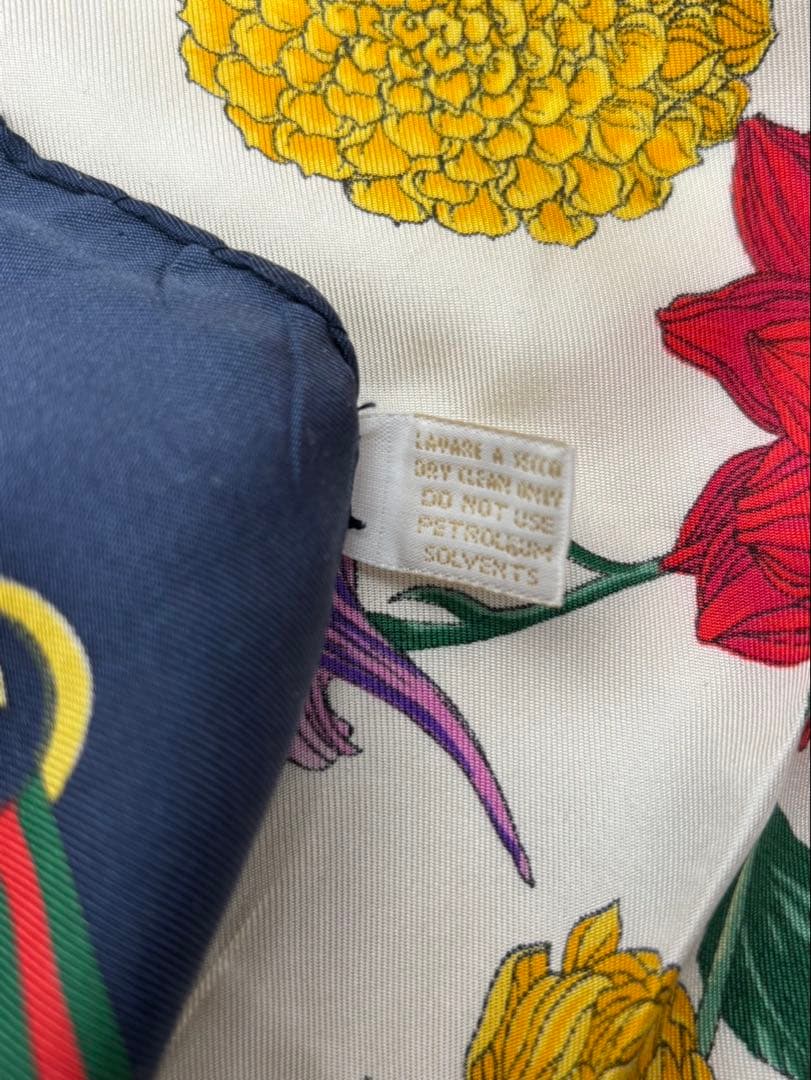 LAVARE A SECCO
DRY CLEAN ONLY
DO NOT USE
PETROLEUM
SOLVENTS